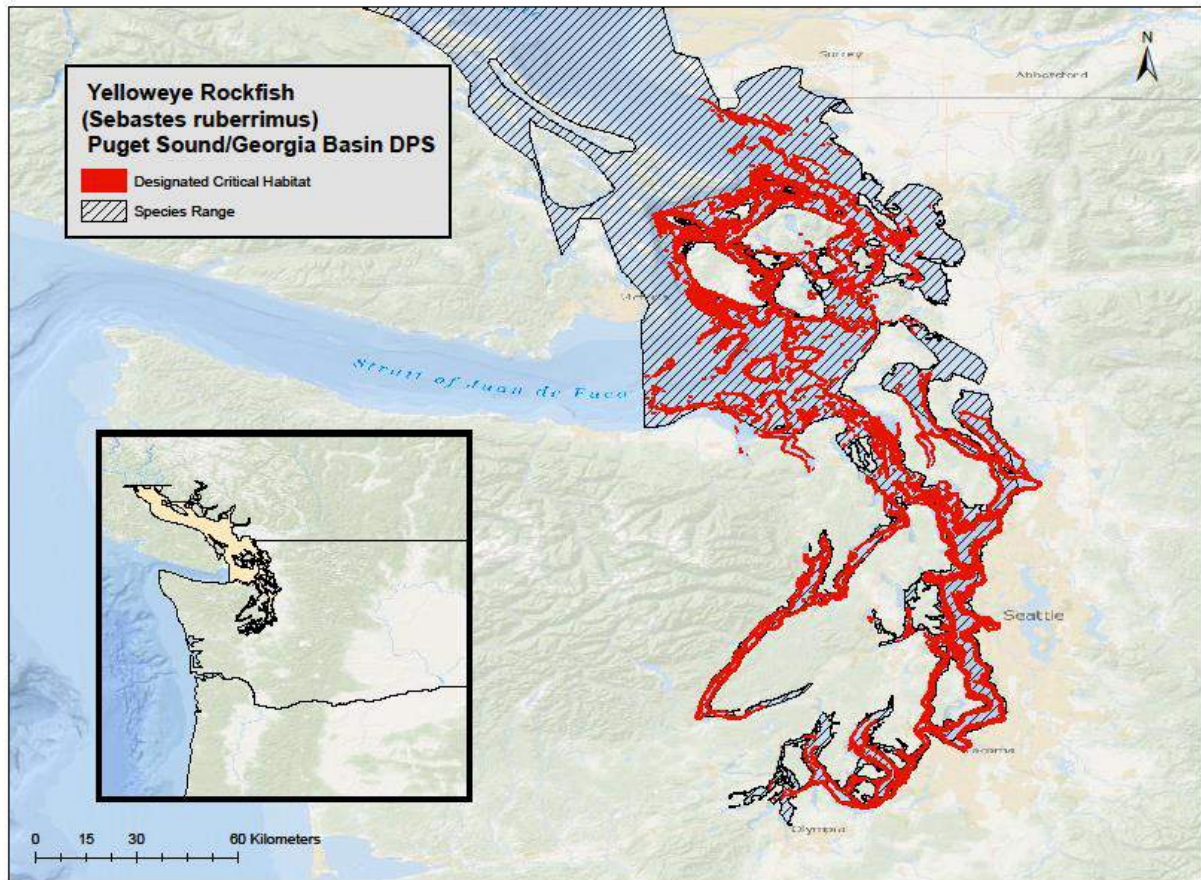 Yelloweye Rockfish
(Sebastes ruberrimus)
Puget Sound/Georgia Basin DPS
Designated Critical Habitat
Species Range
Surrey
Abbotsford
N
Strait of Juan de Fuca
Seattle
Tacoma
Olympia
0 15 30 60 Kilometers